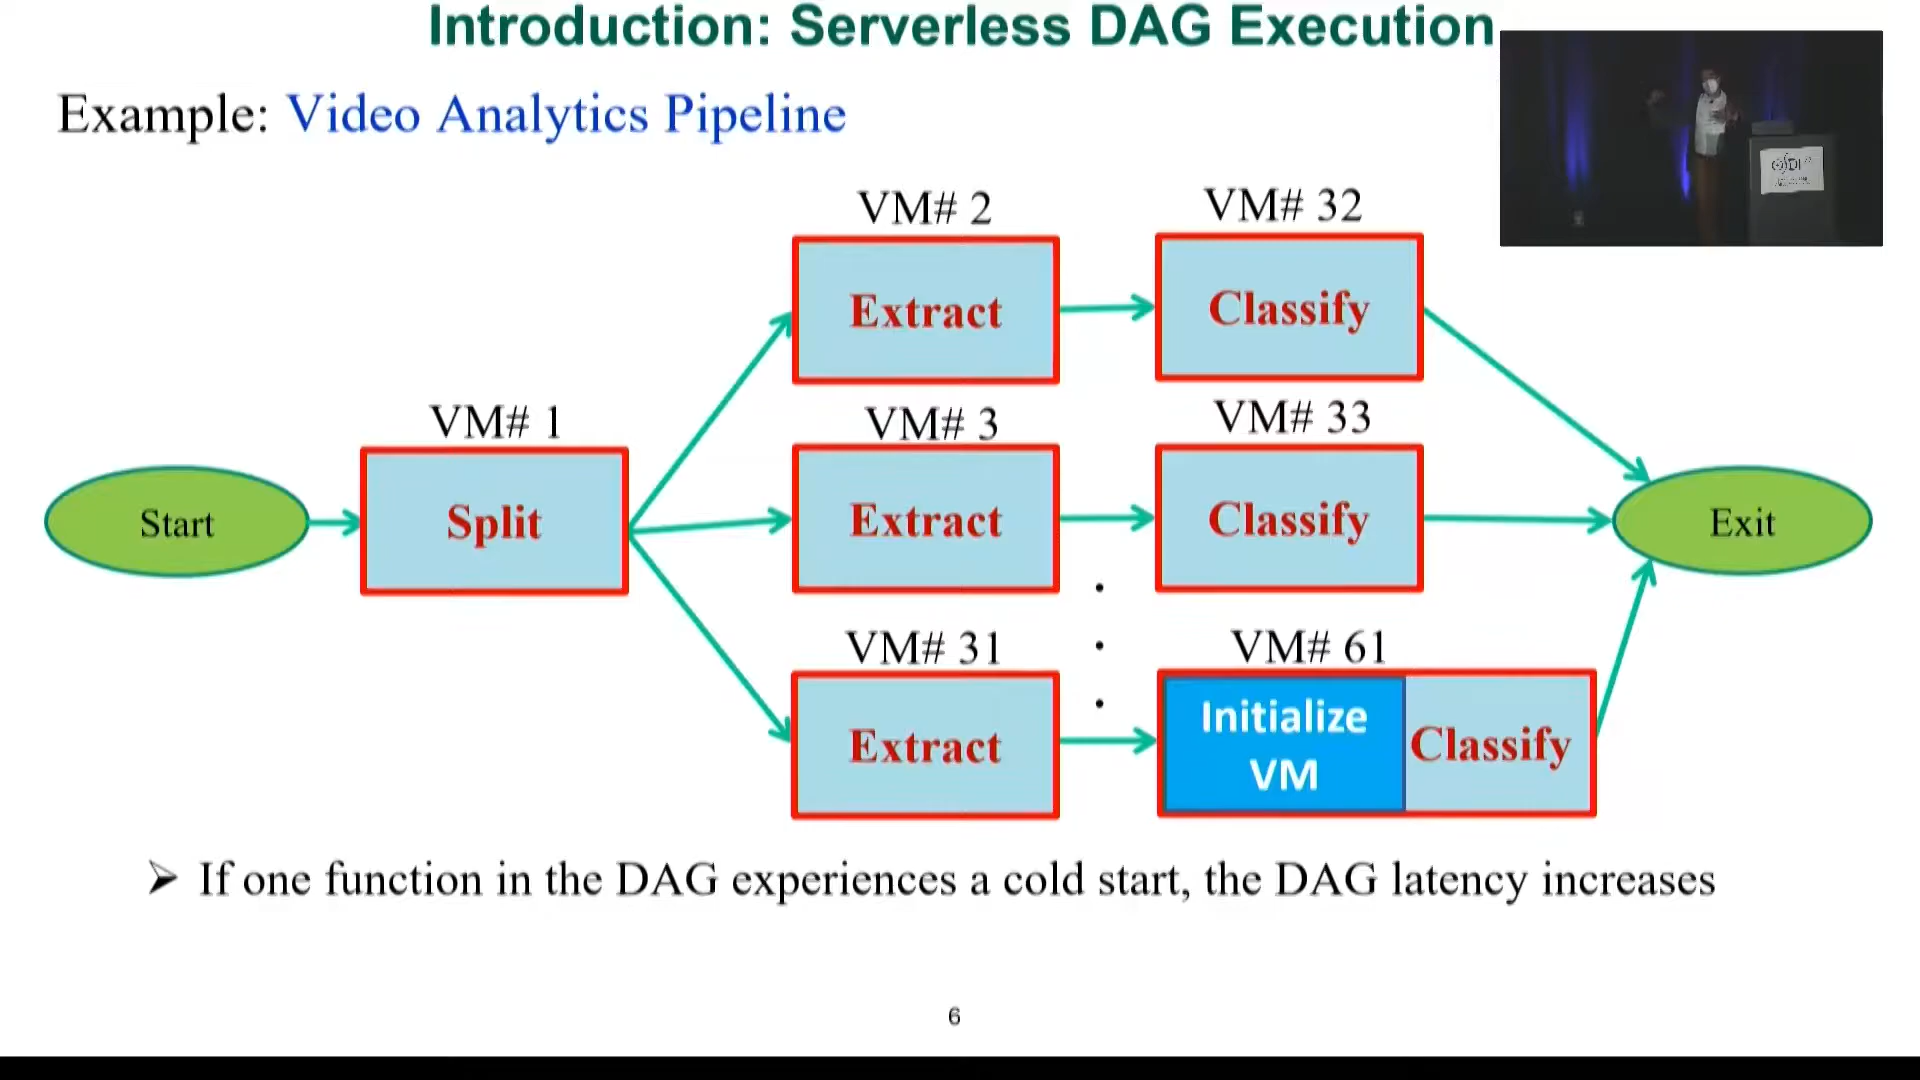 Introduction: Serverless DAG Execution
Example: Video Analytics Pipeline
VM# 2
VM# 32
Extract
Classify
VM# 1
VM# 3
VM# 33
Start
Split
Extract
Classify
Exit
VM# 31
VM# 61
Extract
Initialize
VM
Classify
➢ If one function in the DAG experiences a cold start, the DAG latency increases
6